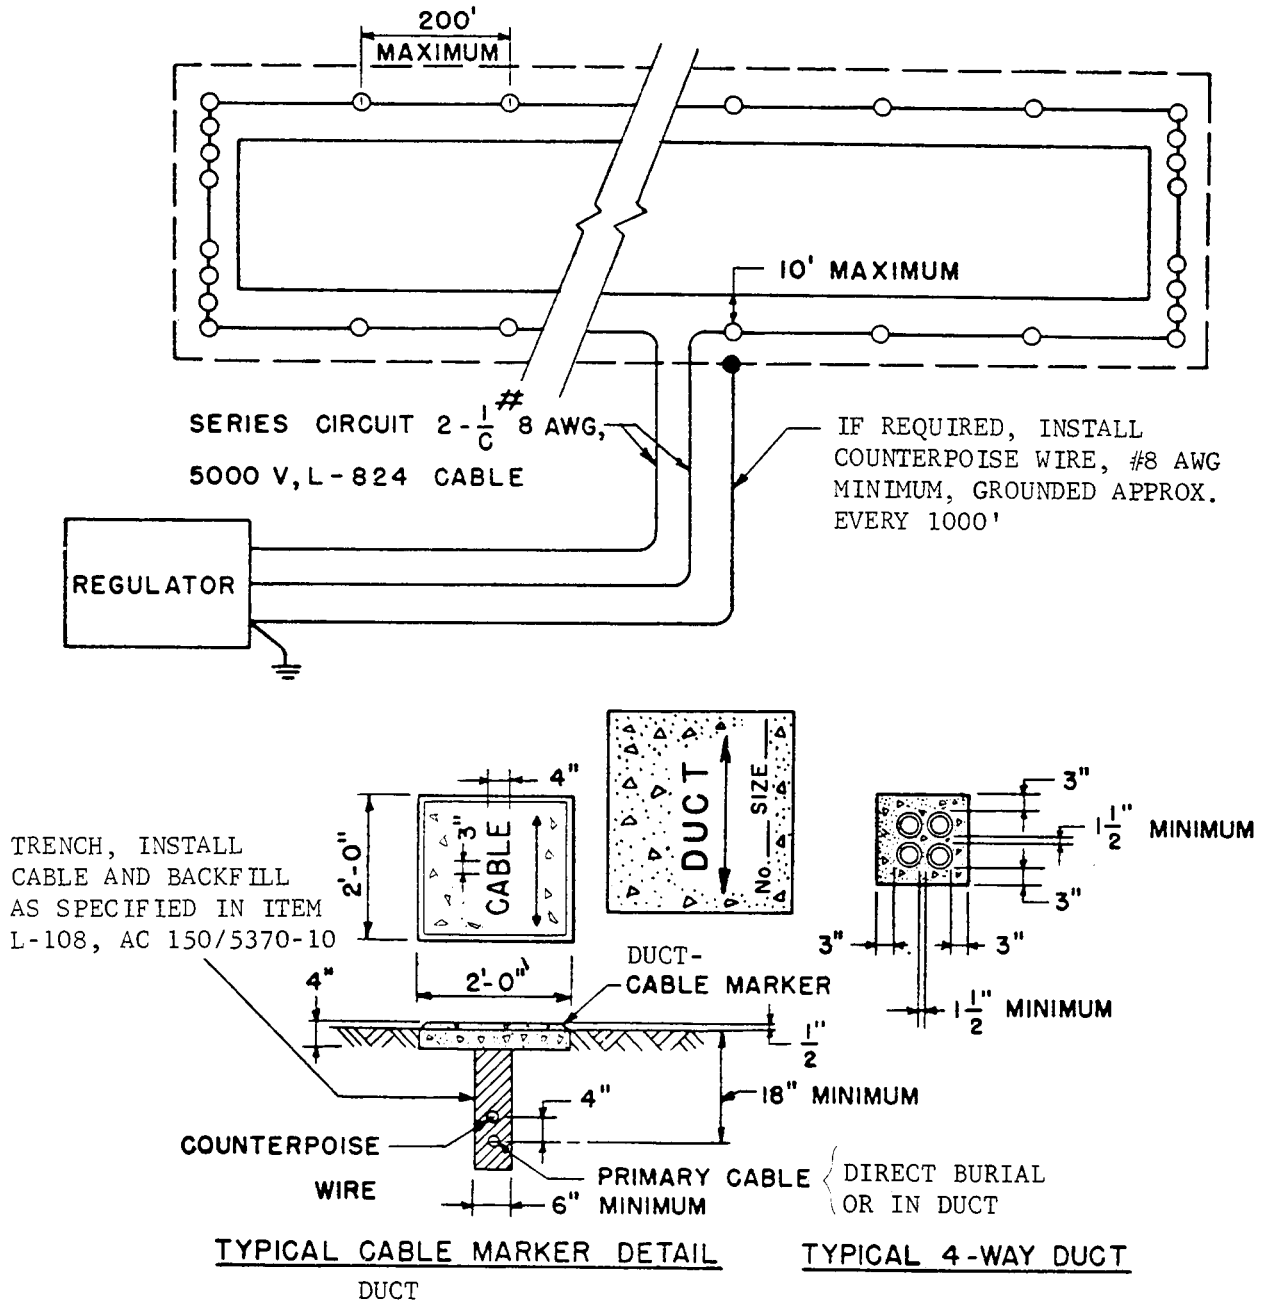 200'
MAXIMUM
10' MAXIMUM
SERIES CIRCUIT 2-1/C # 8 AWG,
5000 V, L-824 CABLE
IF REQUIRED, INSTALL
COUNTERPOISE WIRE, #8 AWG
MINIMUM, GROUNDED APPROX.
EVERY 1000'
REGULATOR
4"
2'-0"
3"
CABLE
2'-0"
DUCT
No.___ SIZE___
3"
1 1/2" MINIMUM
3"
3"
3"
1 1/2" MINIMUM
TRENCH, INSTALL
CABLE AND BACKFILL
AS SPECIFIED IN ITEM
L-108, AC 150/5370-10
DUCT-
CABLE MARKER
4"
1/2"
18" MINIMUM
4"
COUNTERPOISE
WIRE
PRIMARY CABLE { DIRECT BURIAL
OR IN DUCT
6" MINIMUM
TYPICAL CABLE MARKER DETAIL
DUCT
TYPICAL 4-WAY DUCT